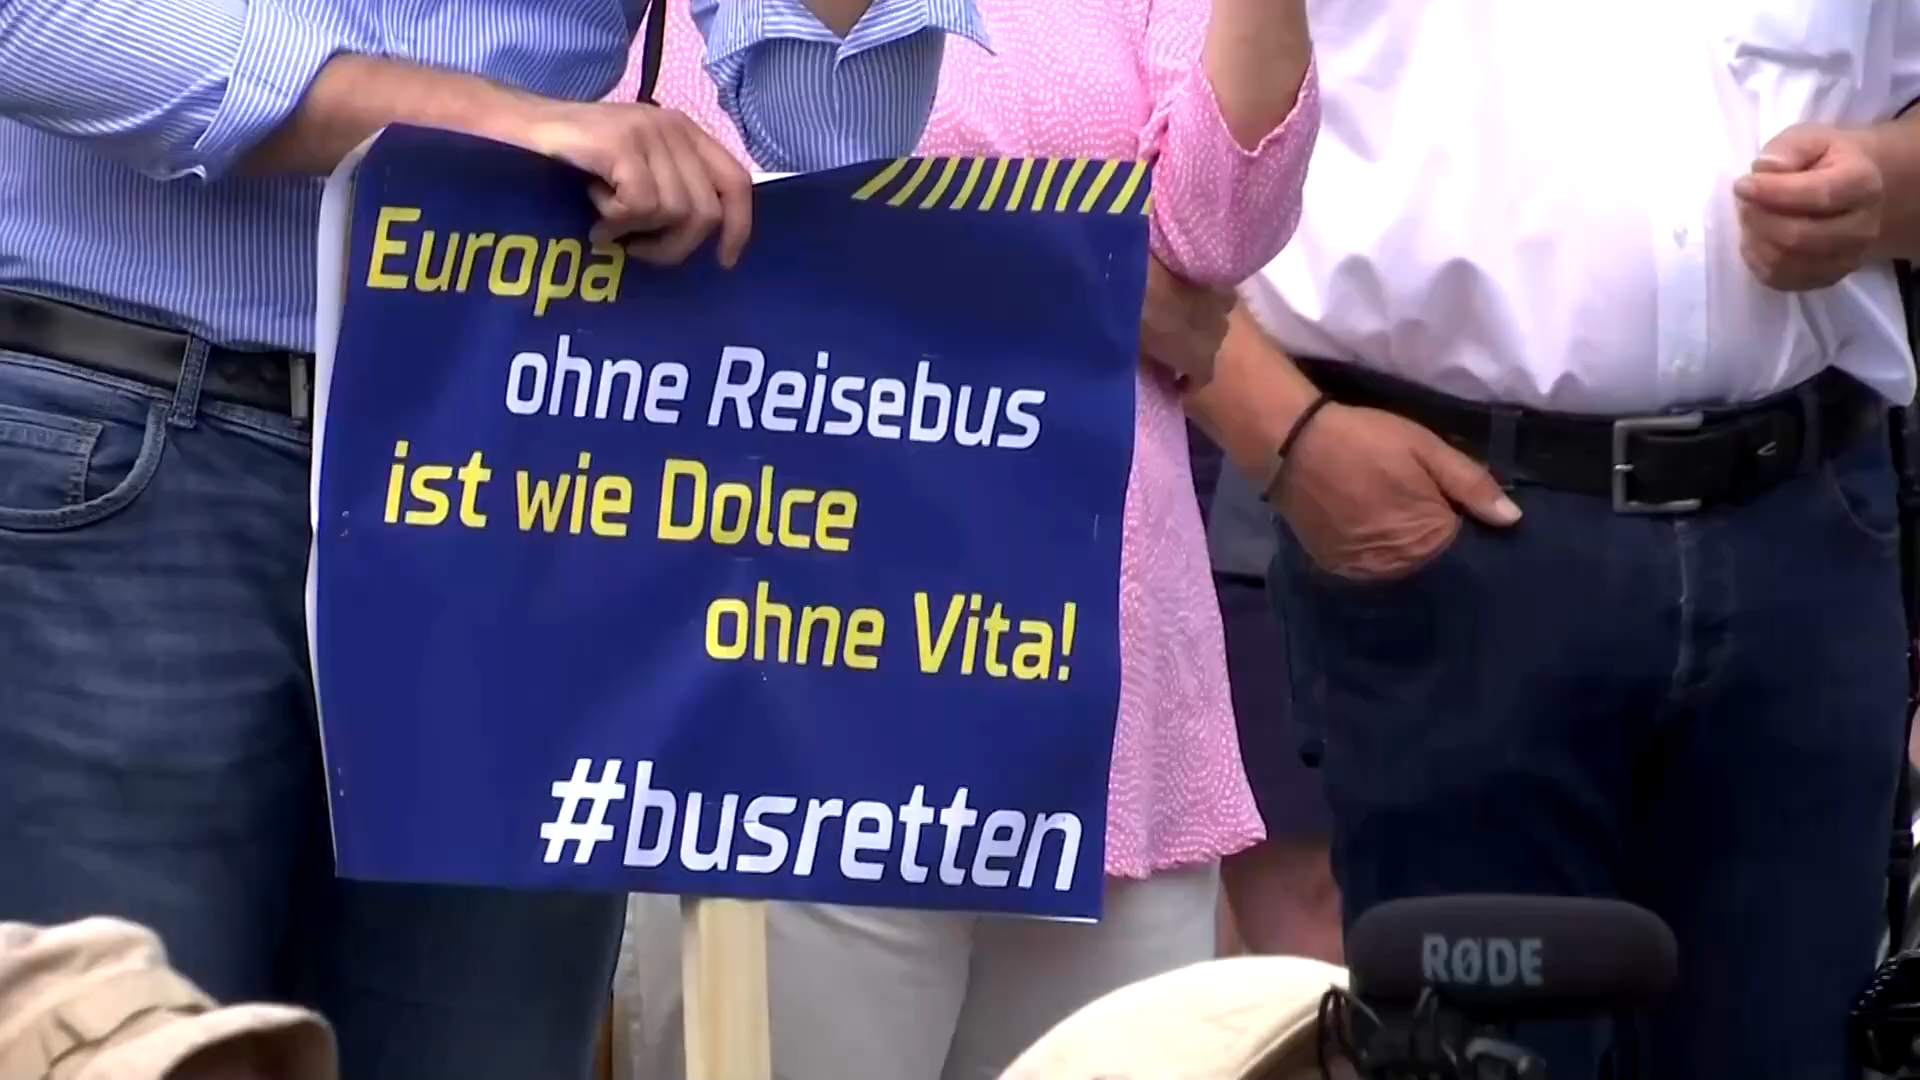 Europa
ohne Reisebus
ist wie Dolce
ohne Vita!
#busretten
RØDE